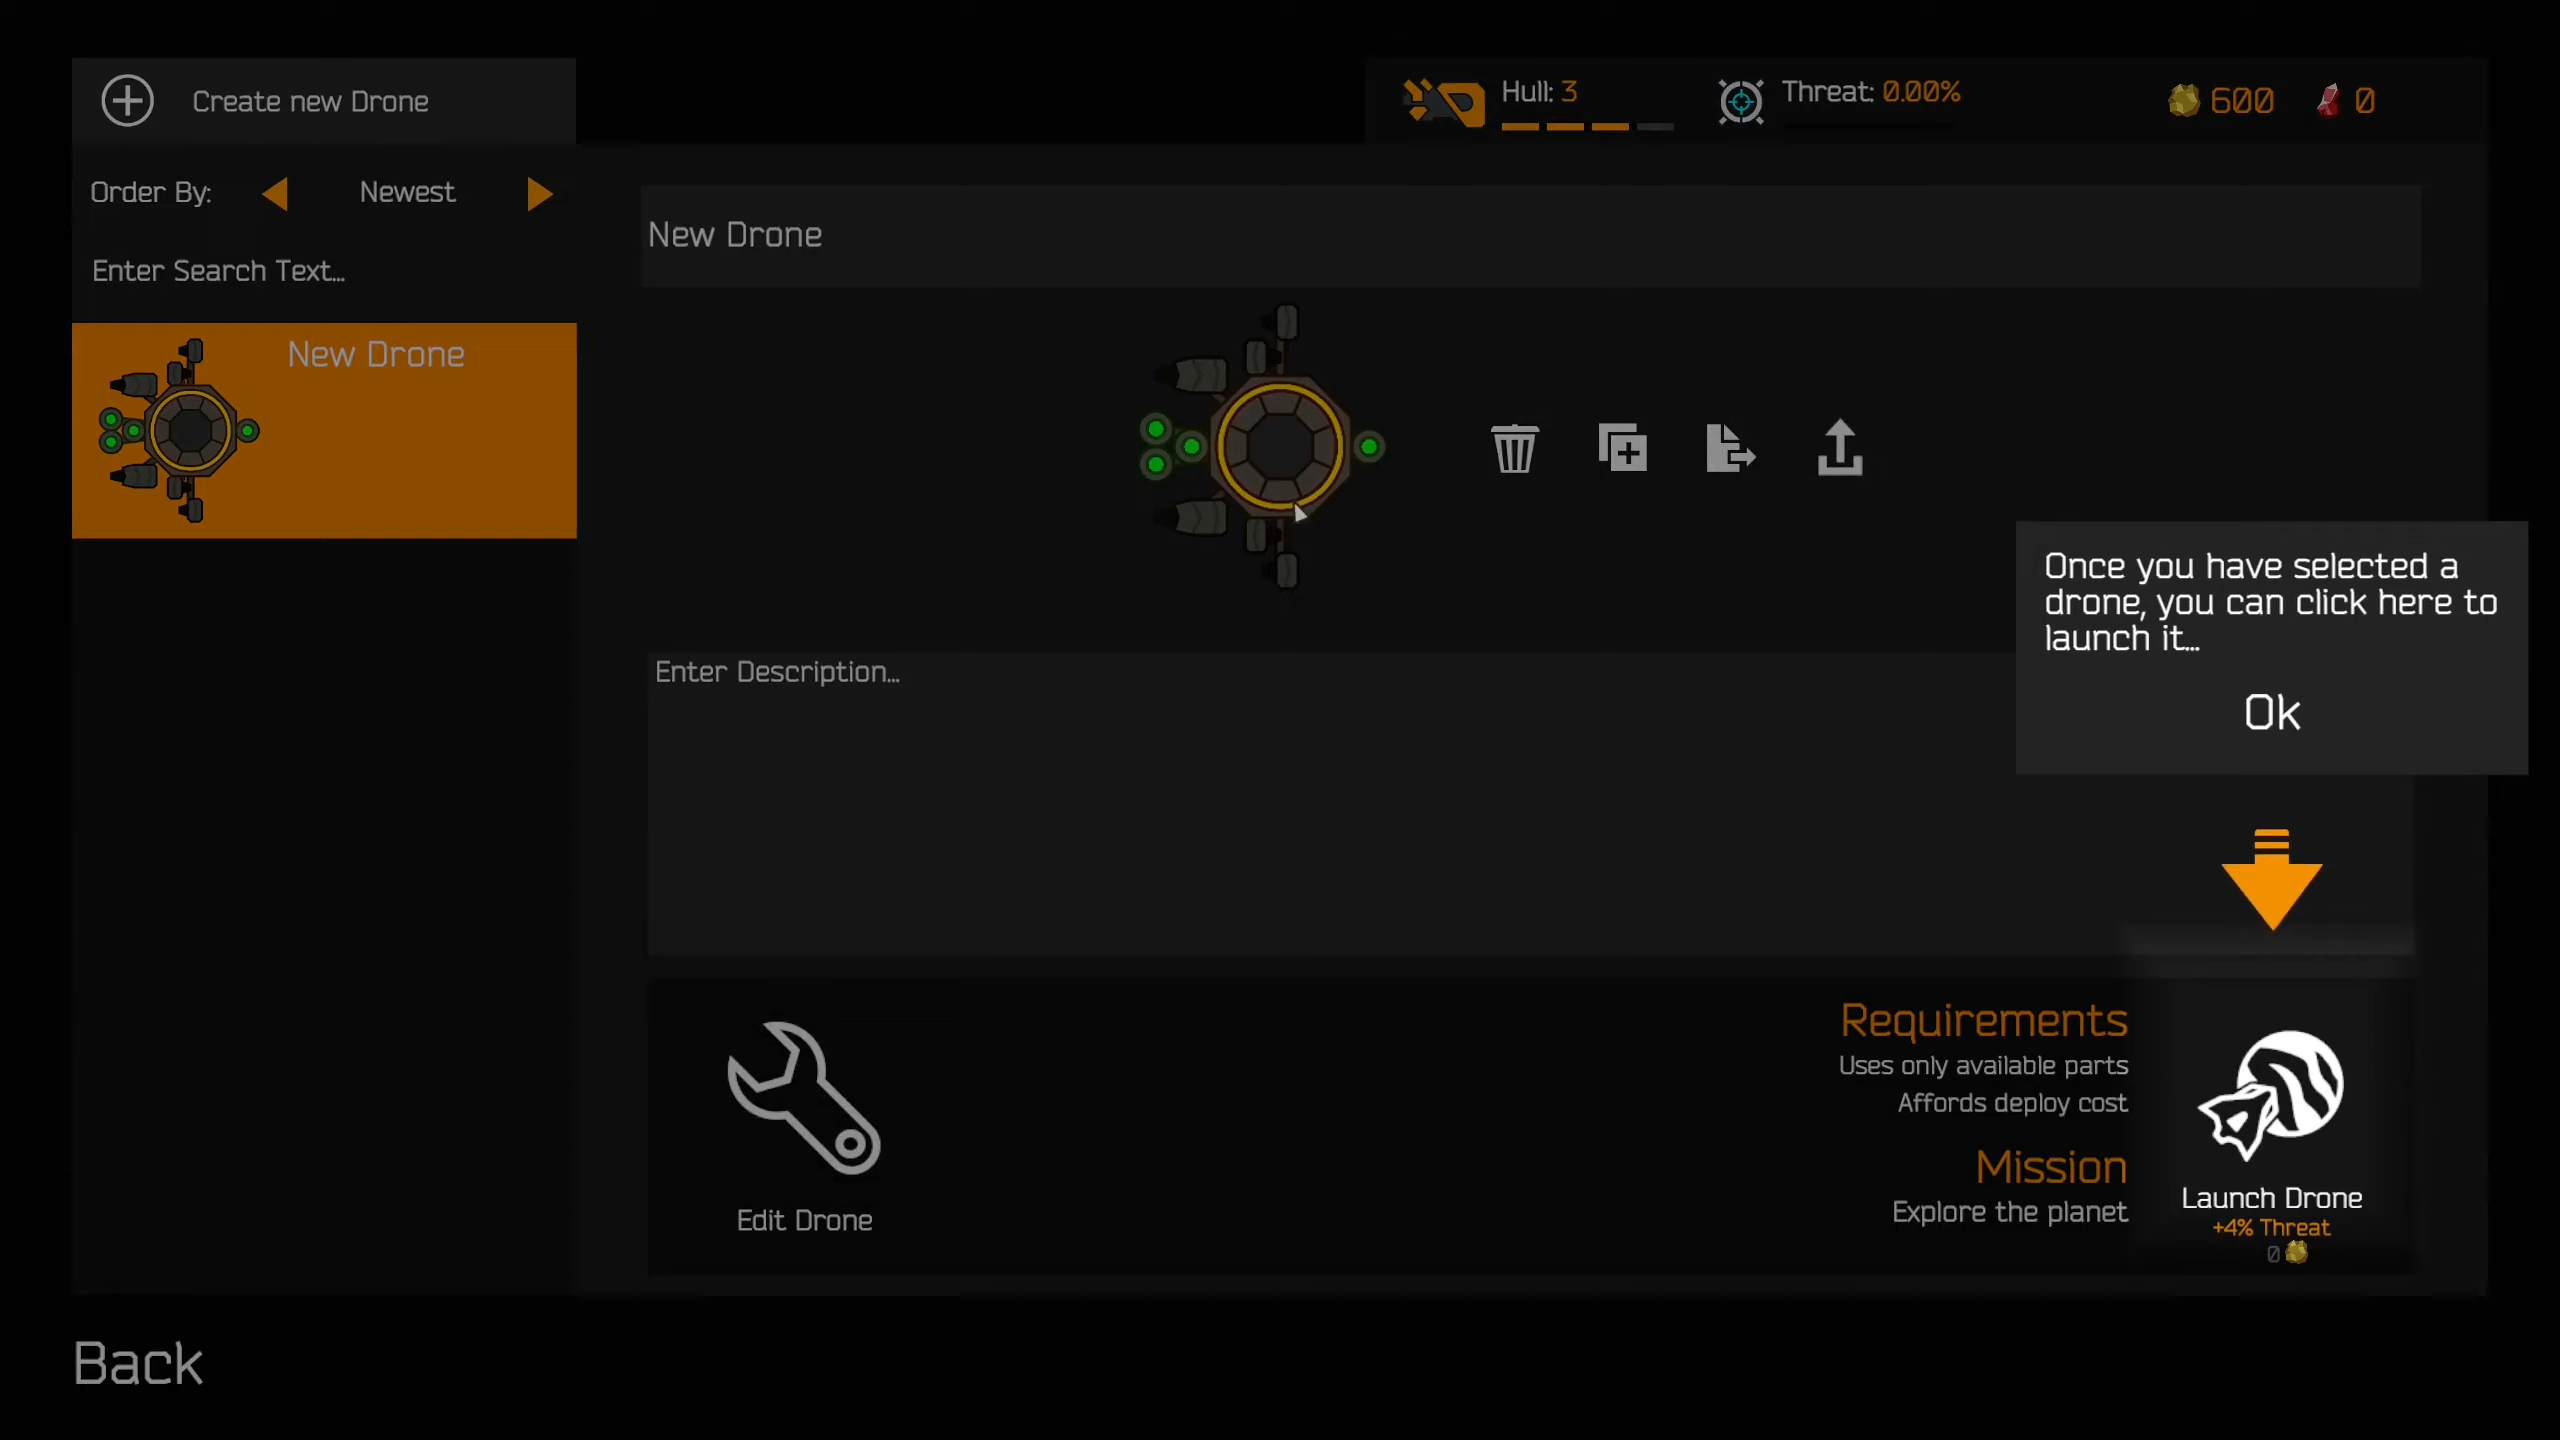 Create new Drone
Hull: 3
Threat: 0.00%
600
0
Order By:
Newest
Enter Search Text...
New Drone
New Drone
Once you have selected a
drone, you can click here to
launch it...
Ok
Enter Description...
Edit Drone
Requirements
Uses only available parts
Affords deploy cost
Mission
Explore the planet
Launch Drone
+4% Threat
0
Back